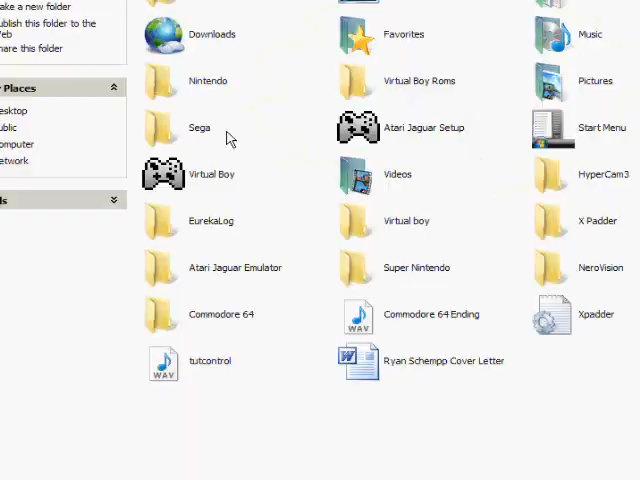 ake a new folder
ublish this folder to the
Web
hare this folder
r Places
esktop
ublic
omputer
etwork
ls
Downloads
Favorites
Music
Nintendo
Virtual Boy Roms
Pictures
Sega
Atari Jaguar Setup
Start Menu
Virtual Boy
Videos
HyperCam3
EurekaLog
Virtual boy
X Padder
Atari Jaguar Emulator
Super Nintendo
NeroVision
Commodore 64
WAV
Commodore 64 Ending
Xpadder
WAV
tutcontrol
Ryan Schempp Cover Letter